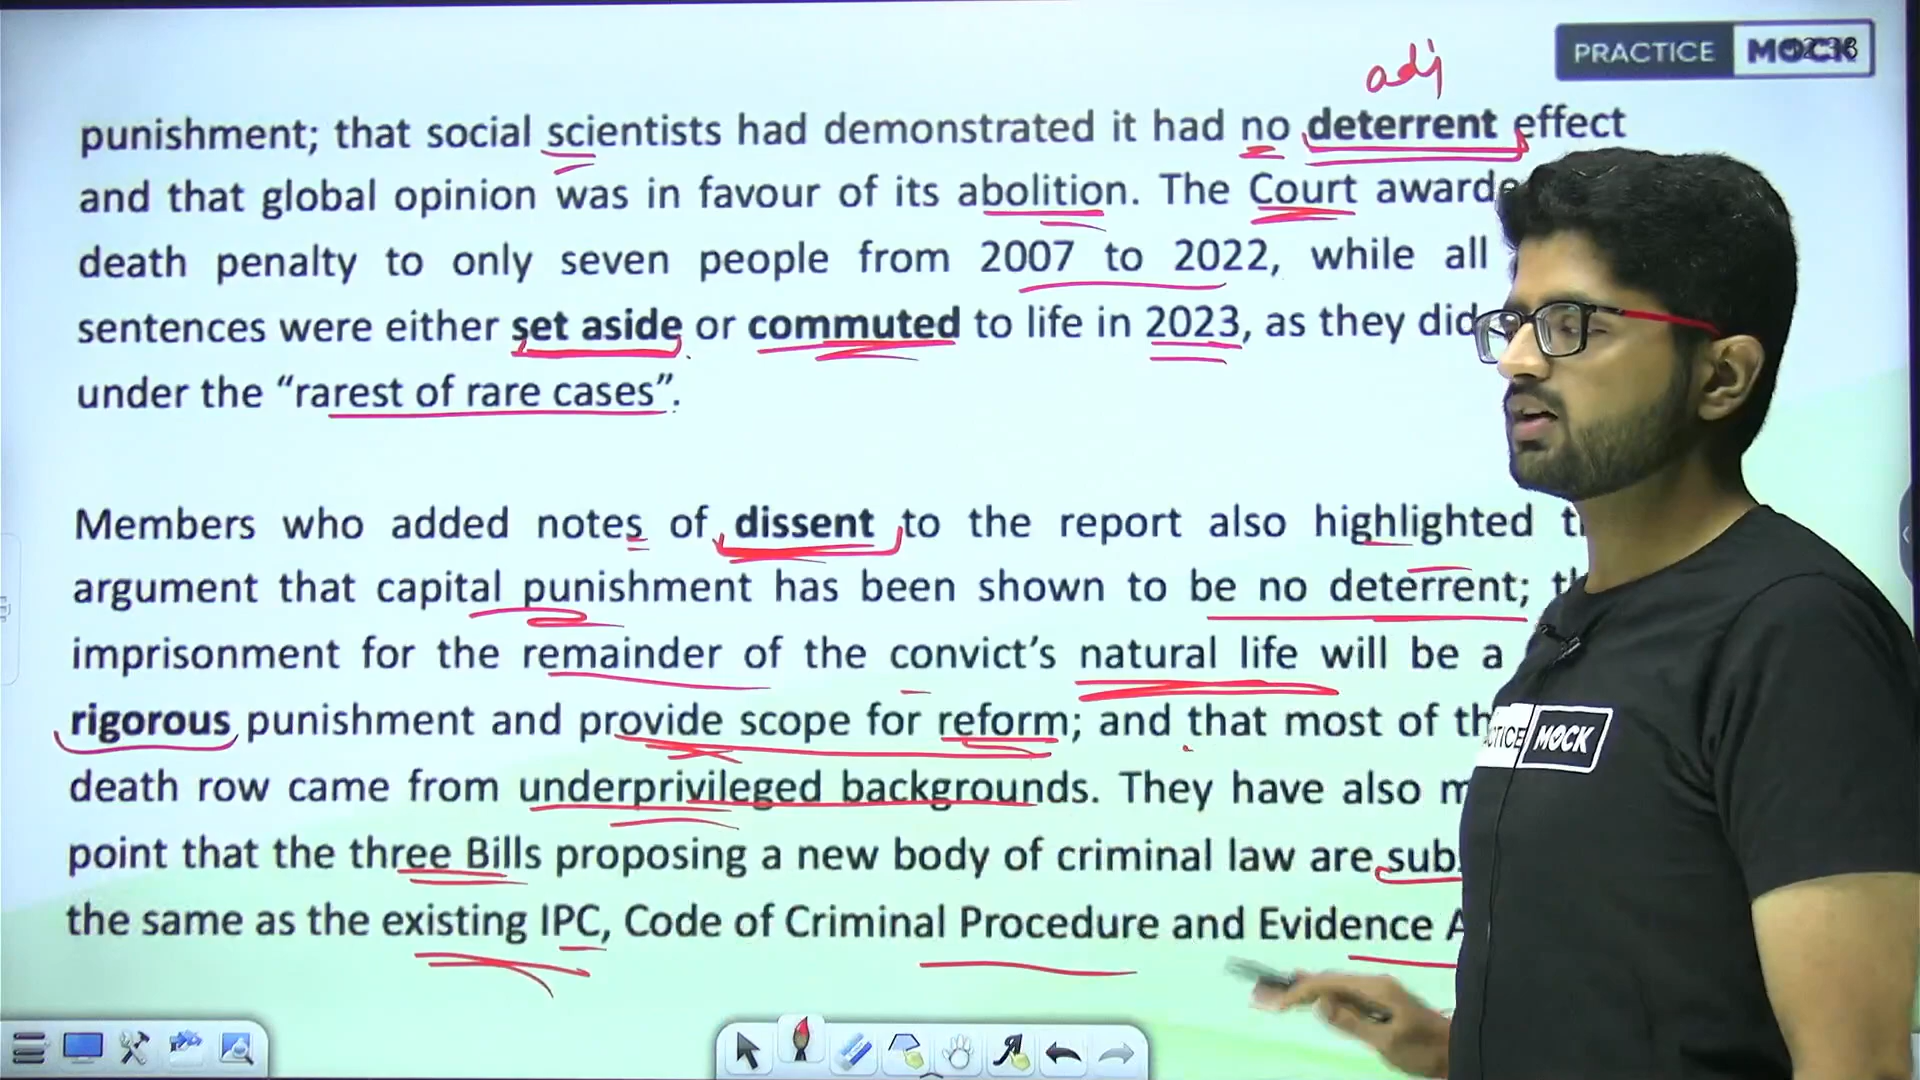 PRACTICE MOCK
adj
punishment; that social scientists had demonstrated it had no deterrent effect
and that global opinion was in favour of its abolition. The Court
death penalty to only seven people from 2007 to 2022, while all
sentences were either set aside or commuted to life in 2023, as they did
under the “rarest of rare cases”.
Members who added notes of dissent to the report also highlighted
argument that capital punishment has been shown to be no deterrent;
imprisonment for the remainder of the convict’s natural life will be a
rigorous punishment and provide scope for reform; and that most of
death row came from underprivileged backgrounds. They have also
point that the three Bills proposing a new body of criminal law are
the same as the existing IPC, Code of Criminal Procedure and Evidence
MOCK